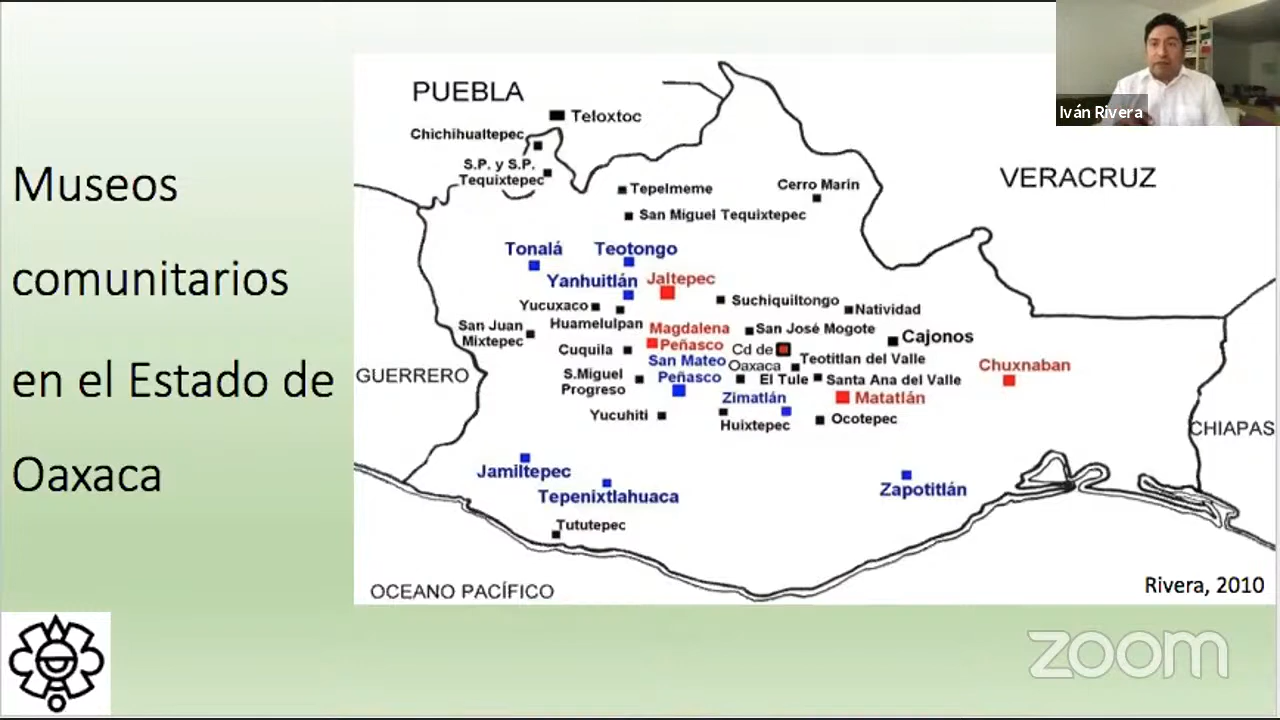 Museos
comunitarios
en el Estado de
Oaxaca
PUEBLA
Teloxtoc
Chichihualtepec
S.P. y S.P.
Tequixtepec
Tepelmeme
Cerro Marin
San Miguel Tequixtepec
VERACRUZ
Tonalá
Teotongo
Yanhuitlán
Jaltepec
Yucuxaco
Suchiquiltongo
Natividad
Huamelulpan
San Juan
Mixtepec
Magdalena
Peñasco
San José Mogote
Cajonos
Cuquila
San Mateo
Peñasco
Cd de
Oaxaca
Teotitlan del Valle
GUERRERO
S.Miguel
Progreso
El Tule
Santa Ana del Valle
Chuxnaban
Zimatlán
Matatlán
Yucuhiti
Huixtepec
Ocotepec
CHIAPAS
Jamiltepec
Tepenixtlahuaca
Zapotitlán
Tututepec
OCEANO PACÍFICO
Rivera, 2010
Iván Rivera
zoom